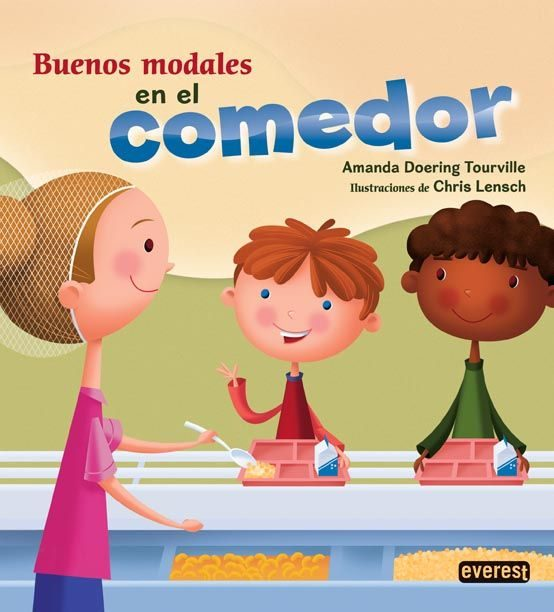 Buenos modales
en el
comedor
Amanda Doering Tourville
Ilustraciones de Chris Lensch
everest